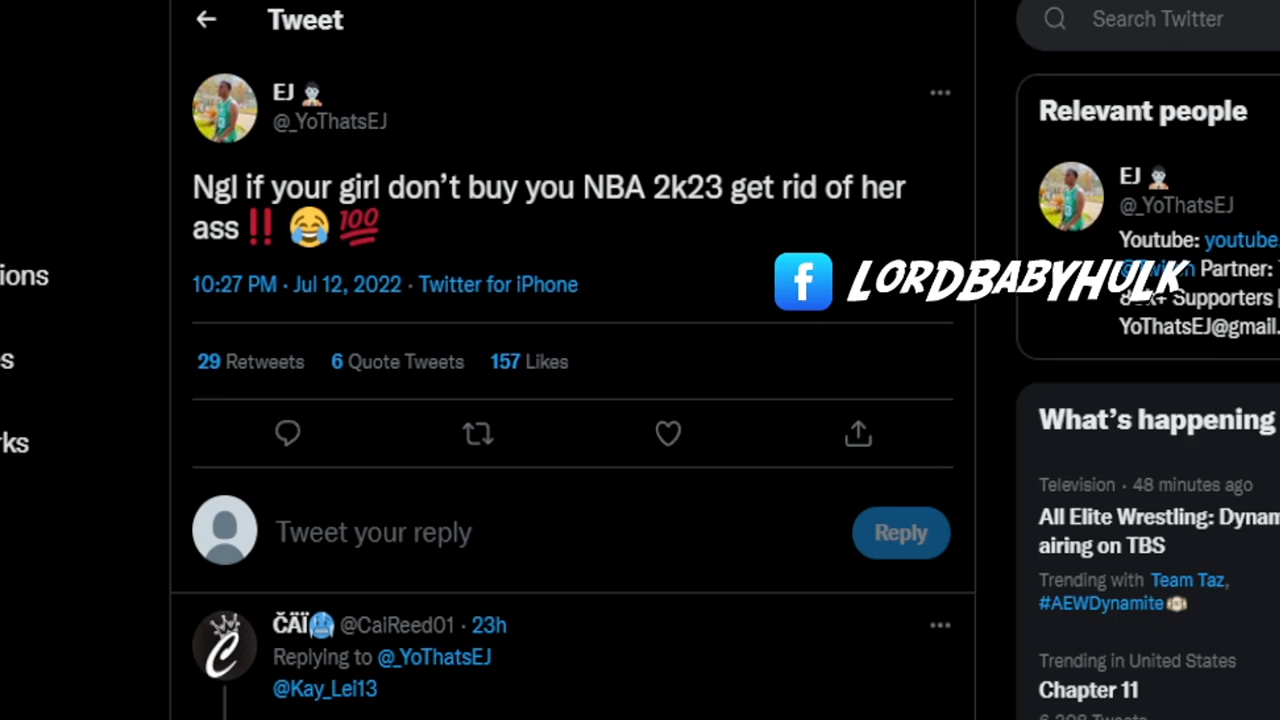 Tweet
Search Twitter
EJ
@_YoThatsEJ
Ngl if your girl don’t buy you NBA 2k23 get rid of her
ass‼️ 😂 💯
10:27 PM · Jul 12, 2022 · Twitter for iPhone
29 Retweets 6 Quote Tweets 157 Likes
Tweet your reply
Reply
ČÄÏ🥶 @CaiReed01 · 23h
Replying to @_YoThatsEJ
@Kay_Lei13
ions
es
rks
LORDBABYHULK
Relevant people
EJ
@_YoThatsEJ
Youtube: youtube
Partner:
Supporters |
YoThatsEJ@gmail.
What’s happening
Television · 48 minutes ago
All Elite Wrestling: Dynam
airing on TBS
Trending with Team Taz,
#AEWDynamite
Trending in United States
Chapter 11